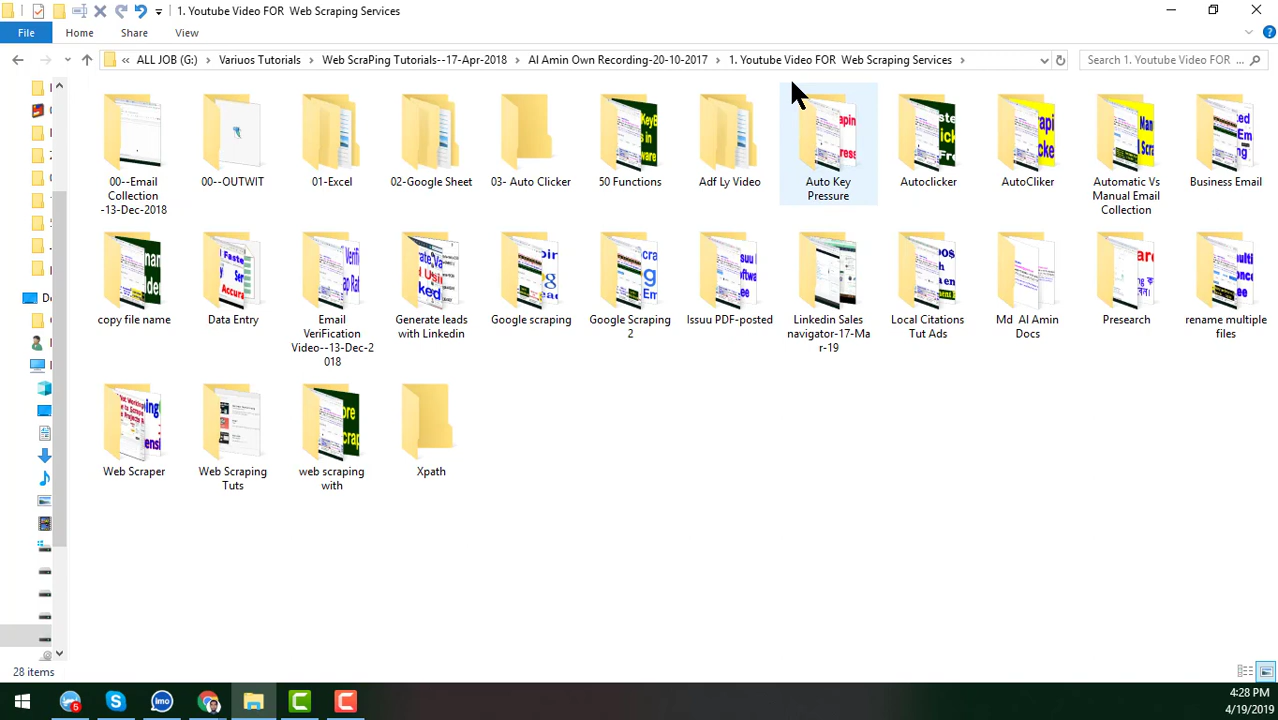 1. Youtube Video FOR  Web Scraping Services
File
Home
Share
View
« ALL JOB (G:) › Variuos Tutorials › Web ScraPing Tutorials--17-Apr-2018 › Al Amin Own Recording-20-10-2017 › 1. Youtube Video FOR  Web Scraping Services ›
Search 1. Youtube Video FOR ...
00--Email
Collection
-13-Dec-2018
00--OUTWIT
01-Excel
02-Google Sheet
03- Auto Clicker
50 Functions
Adf Ly Video
Auto Key
Pressure
Autoclicker
AutoCliker
Automatic Vs
Manual Email
Collection
Business Email
copy file name
Data Entry
Email
VeriFication
Video--13-Dec-2
018
Generate leads
with Linkedin
Google scraping
Google Scraping
2
Issuu PDF-posted
Linkedin Sales
navigator-17-Ma
r-19
Local Citations
Tut Ads
Md  Al Amin
Docs
Presearch
rename multiple
files
Web Scraper
Web Scraping
Tuts
web scraping
with
Xpath
28 items
5
imo
4:28 PM
4/19/2019